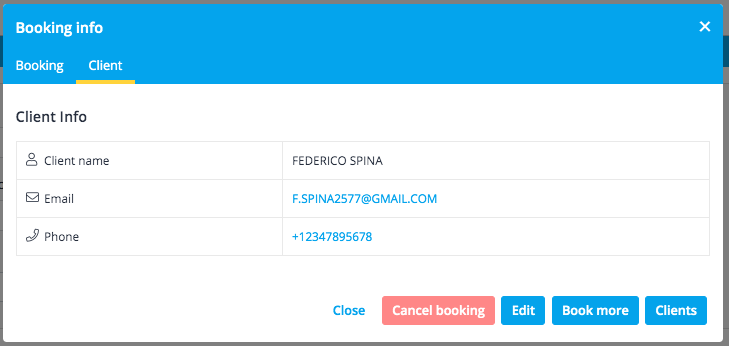 Booking info
Booking Client
Client Info
Client name FEDERICO SPINA
Email F.SPINA2577@GMAIL.COM
Phone +12347895678
Close Cancel booking Edit Book more Clients